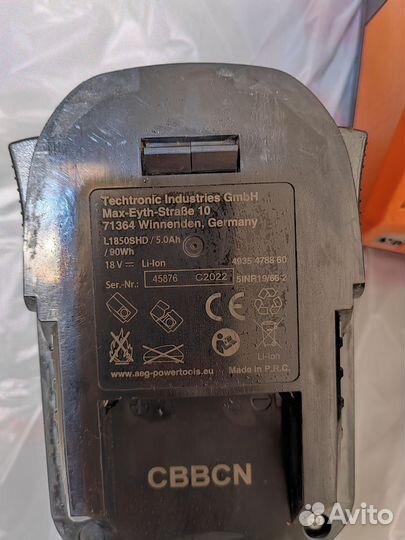 Techtronic Industries GmbH
Max-Eyth-Straße 10
71364 Winnenden, Germany
L1850SHD / 5.0Ah
/ 90Wh
18 V Li-Ion 4935 4788 60
Ser.-Nr.: 45876 C2022 5INR19/66-2
CE
Li-Ion
www.aeg-powertools.eu Made in P.R.C.
CBBCN
Avito